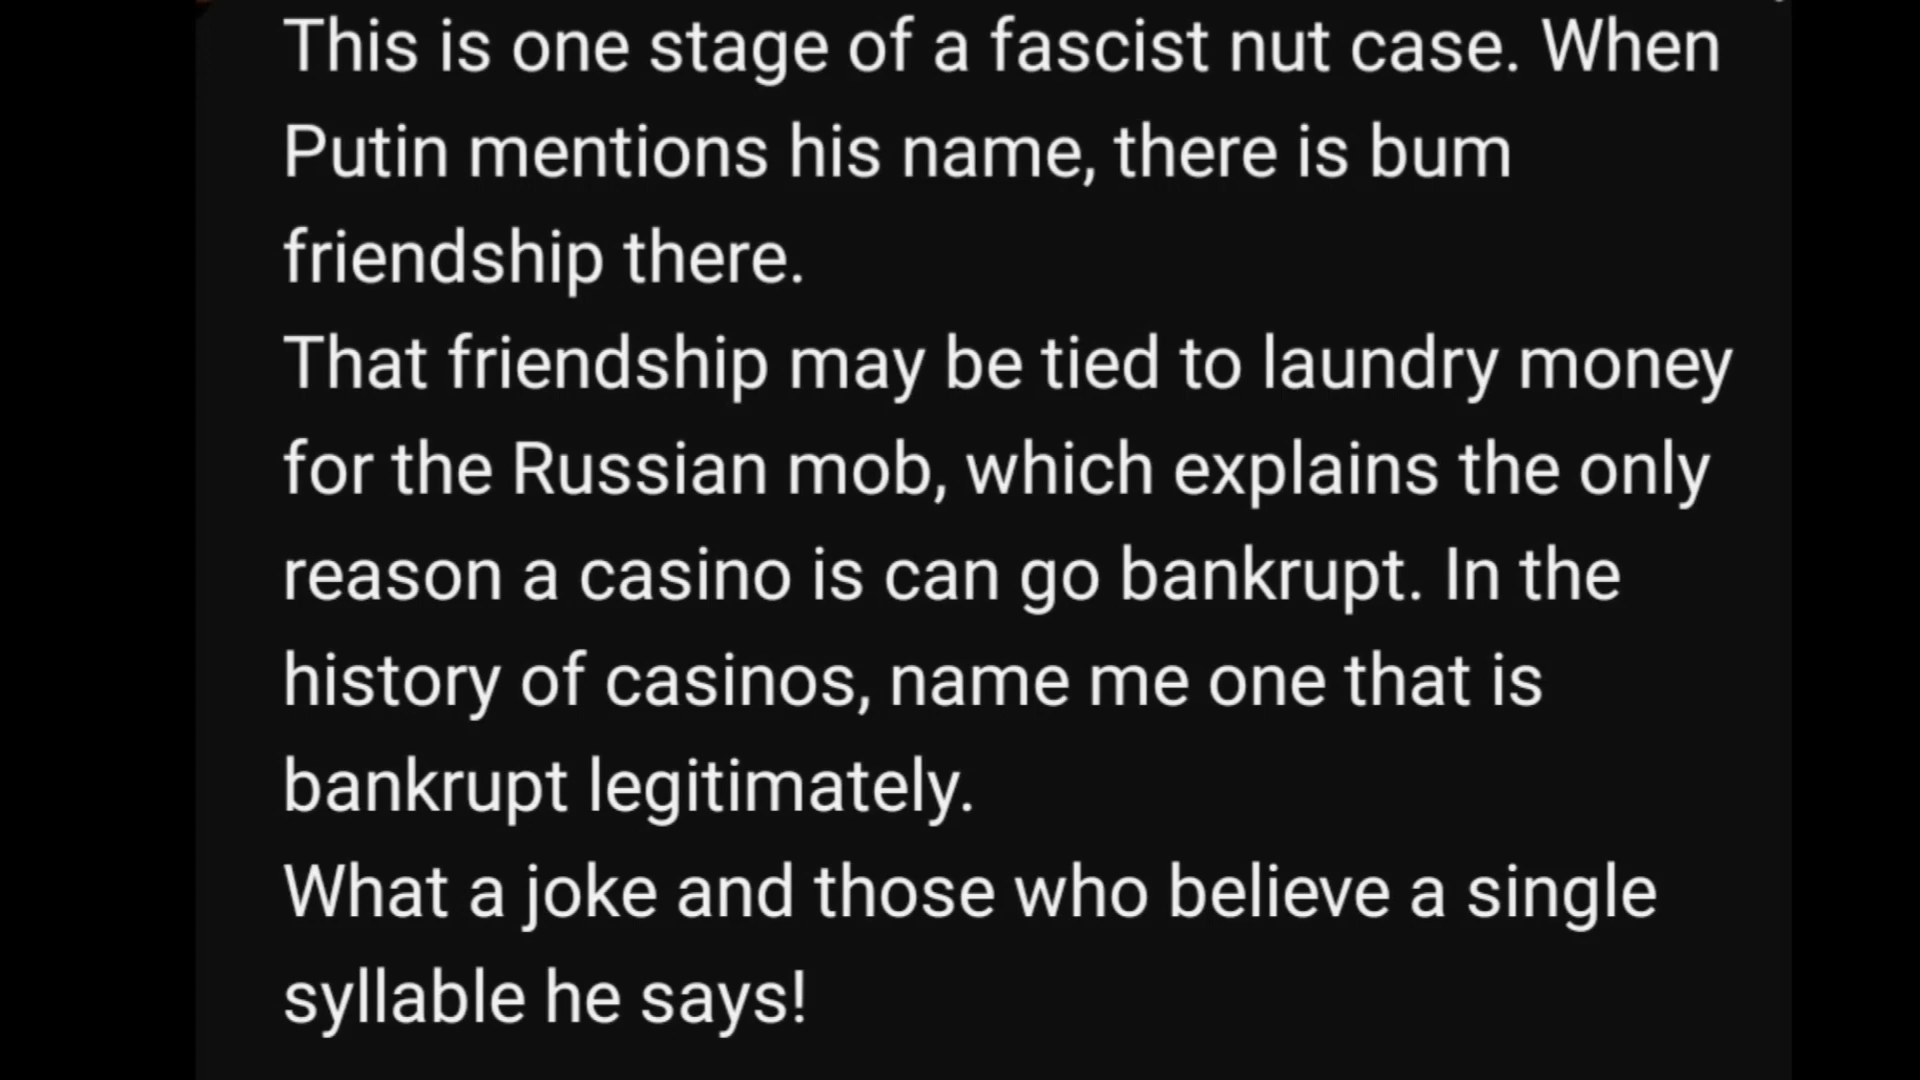 This is one stage of a fascist nut case. When
Putin mentions his name, there is bum
friendship there.
That friendship may be tied to laundry money
for the Russian mob, which explains the only
reason a casino is can go bankrupt. In the
history of casinos, name me one that is
bankrupt legitimately.
What a joke and those who believe a single
syllable he says!